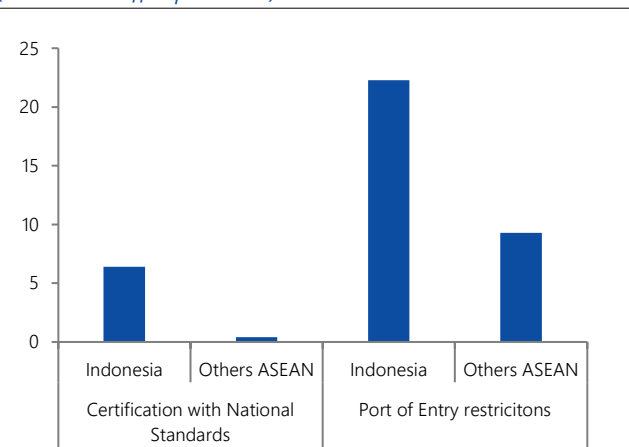 25
20
15
10
5
0
Indonesia Others ASEAN Indonesia Others ASEAN
Certification with National Port of Entry restricitons
Standards